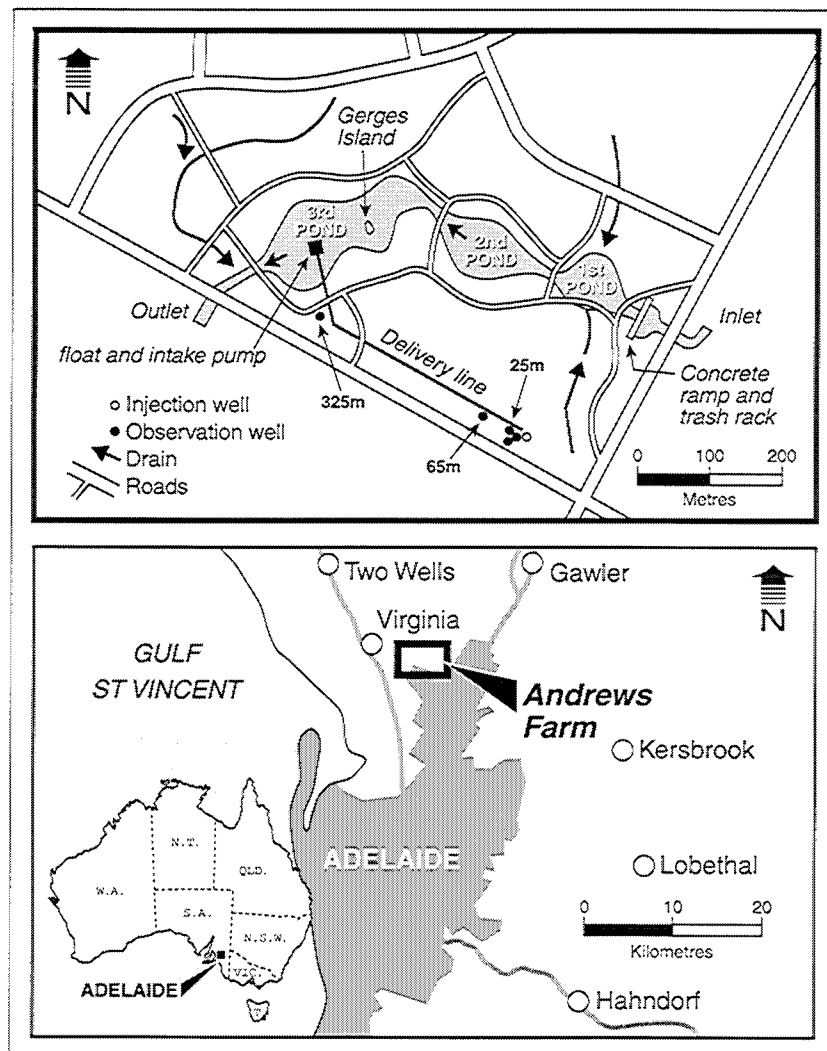 N
Gerges
Island
3rd
POND
2nd
POND
1st
POND
Outlet
Inlet
float and intake pump
Delivery line
325m
25m
65m
Concrete
ramp and
trash rack
Injection well
Observation well
Drain
Roads
0 100 200
Metres
Two Wells
Gawler
N
Virginia
GULF
ST VINCENT
Andrews
Farm
Kersbrook
ADELAIDE
Lobethal
N.T.
QLD.
W.A.
S.A.
N.S.W.
VIC.
T
ADELAIDE
0 10 20
Kilometres
Hahndorf